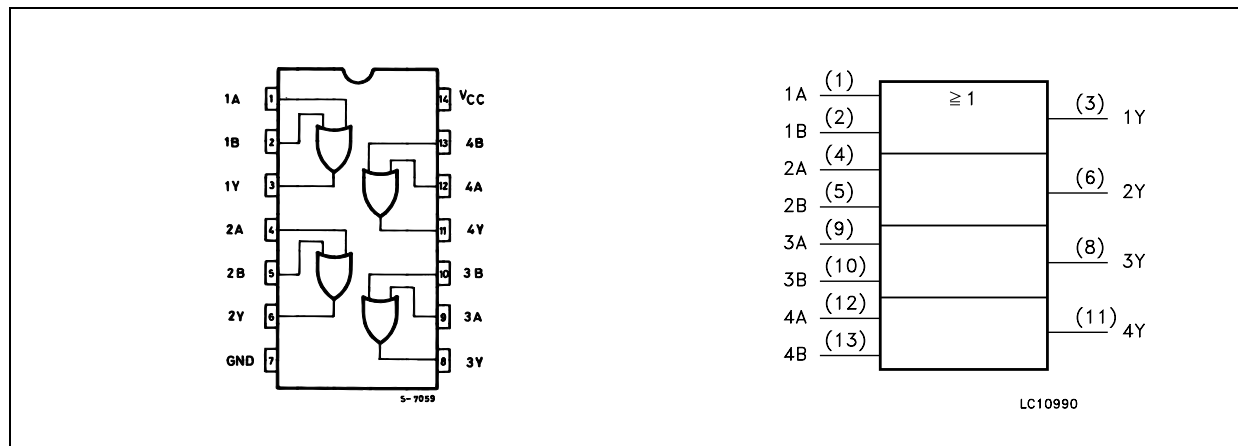 1A 1 14 VCC
1B 2 13 4B
1Y 3 12 4A
2A 4 11 4Y
2B 5 10 3B
2Y 6 9 3A
GND 7 8 3Y
S-7059
≧ 1
1A (1)
1B (2)
2A (4)
2B (5)
3A (9)
3B (10)
4A (12)
4B (13)
(3) 1Y
(6) 2Y
(8) 3Y
(11) 4Y
LC10990